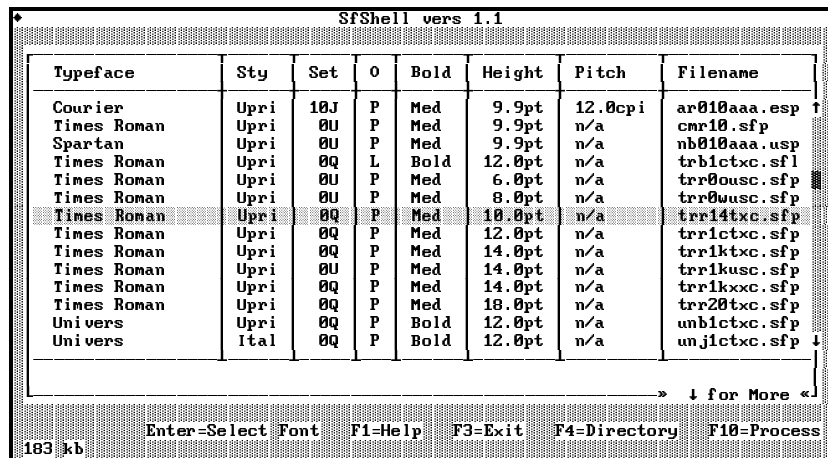 SfShell vers 1.1
Typeface Sty Set O Bold Height Pitch Filename
Courier Upri 10J P Med 9.9pt 12.0cpi ar010aaa.esp ↑
Times Roman Upri 0U P Med 9.9pt n/a cmr10.sfp
Spartan Upri 0U P Med 9.9pt n/a nb010aaa.usp
Times Roman Upri 0Q L Bold 12.0pt n/a trb1ctxc.sfl
Times Roman Upri 0U P Med 6.0pt n/a trr0ousc.sfp
Times Roman Upri 0U P Med 8.0pt n/a trr0wusc.sfp
Times Roman Upri 0Q P Med 10.0pt n/a trr14txc.sfp
Times Roman Upri 0Q P Med 12.0pt n/a trr1ctxc.sfp
Times Roman Upri 0Q P Med 14.0pt n/a trr1ktxc.sfp
Times Roman Upri 0U P Med 14.0pt n/a trr1kusc.sfp
Times Roman Upri 0Q P Med 14.0pt n/a trr1kxxc.sfp
Times Roman Upri 0Q P Med 18.0pt n/a trr20txc.sfp
Univers Upri 0Q P Bold 12.0pt n/a unb1ctxc.sfp
Univers Ital 0Q P Bold 12.0pt n/a unj1ctxc.sfp ↓
» ↓ for More «
Enter=Select Font F1=Help F3=Exit F4=Directory F10=Process
183 kb